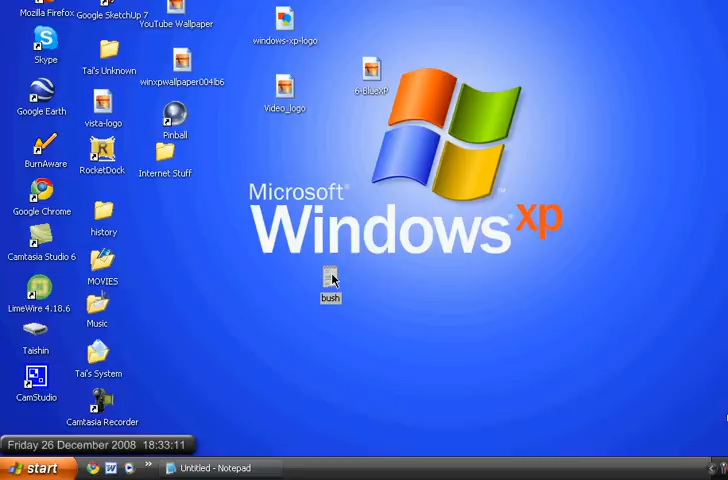 Mozilla Firefox
Google SketchUp 7
YouTube Wallpaper
windows-xp-logo
Skype
Tai's Unknown
winxpwallpaper004lb6
6-BlueXP
Google Earth
vista-logo
Video_logo
Pinball
BurnAware
RocketDock
Internet Stuff
Google Chrome
history
Microsoft®
Windows® xp
™
Camtasia Studio 6
MOVIES
bush
LimeWire 4.18.6
Music
Taishin
Tai's System
CamStudio
Camtasia Recorder
Friday 26 December 2008 18:33:11
start
Untitled - Notepad